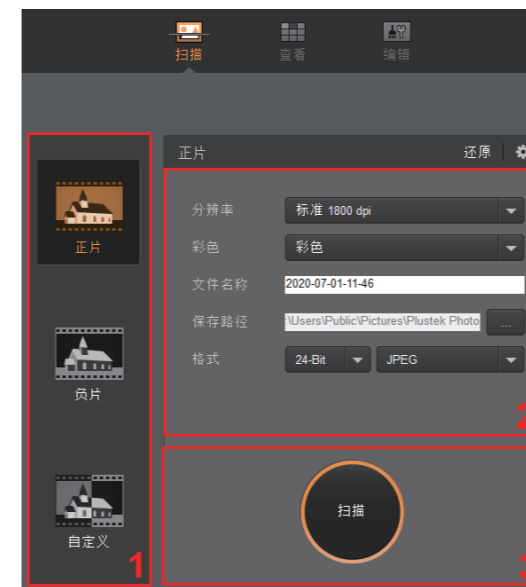 扫描 查看 编辑
正片 还原
正片
负片
自定义
1
分辨率 标准 1800 dpi
彩色 彩色
文件名称 2020-07-01-11-46
保存路径 \Users\Public\Pictures\Plustek Photo ...
格式 24-Bit JPEG
2
扫描
3